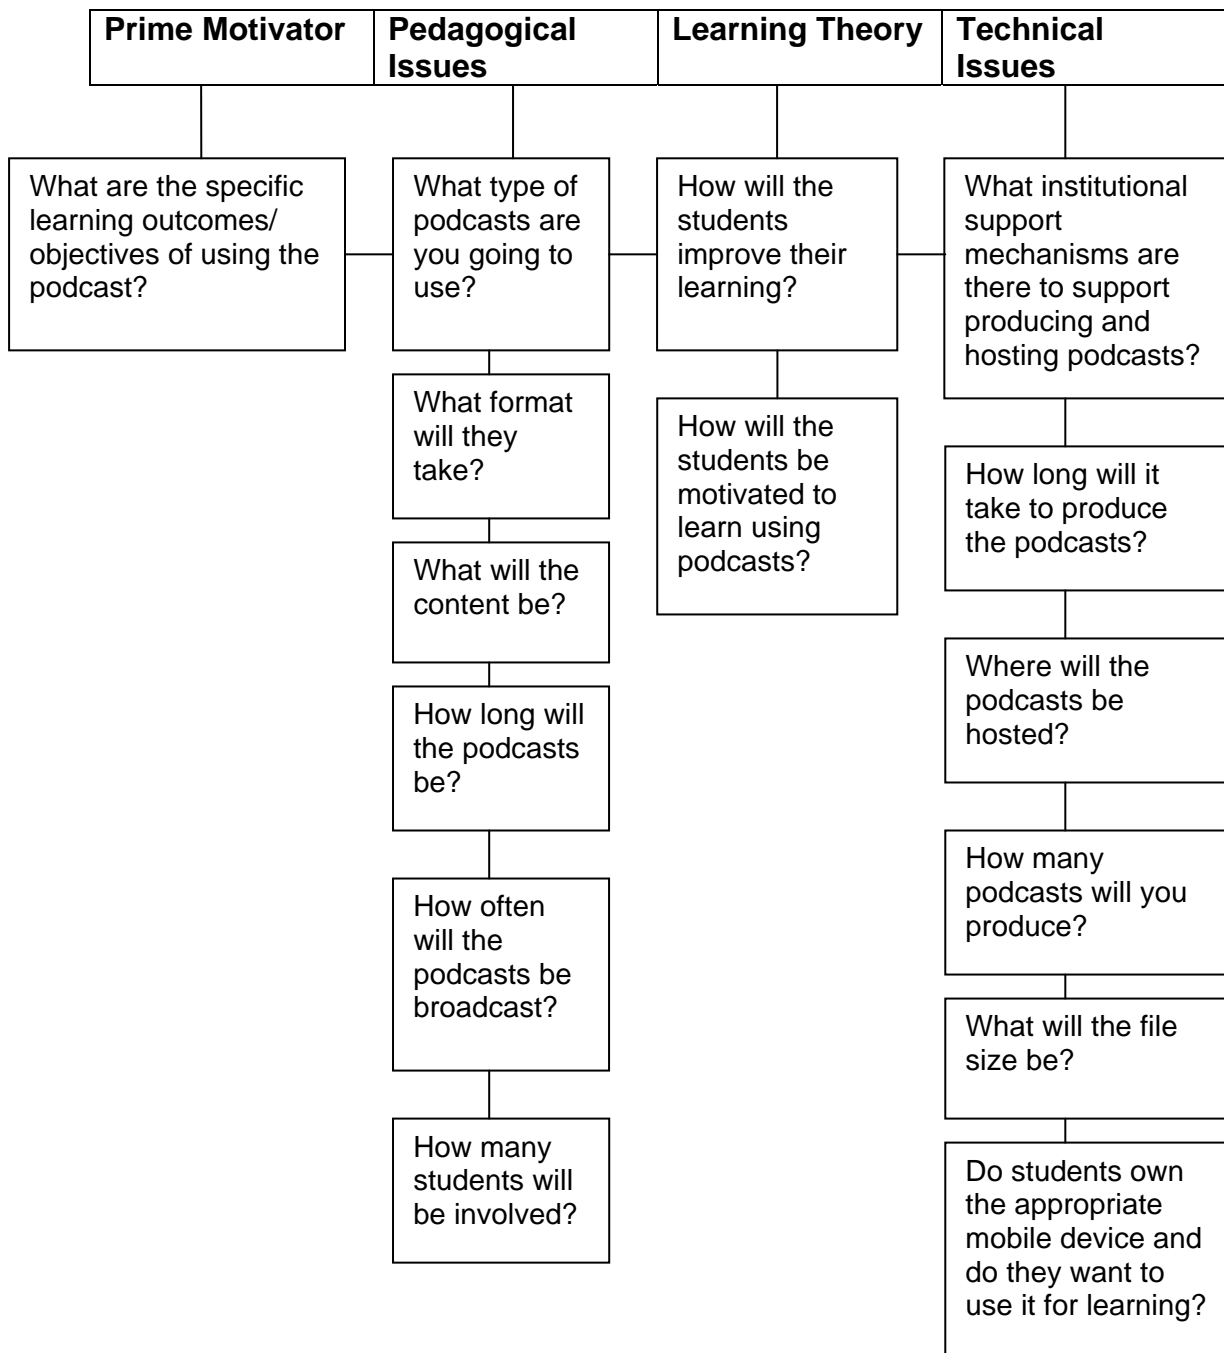 Prime Motivator
Pedagogical
Issues
Learning Theory
Technical
Issues
What are the specific
learning outcomes/
objectives of using the
podcast?
What type of
podcasts are
you going to
use?
How will the
students
improve their
learning?
What institutional
support
mechanisms are
there to support
producing and
hosting podcasts?
What format
will they
take?
How will the
students be
motivated to
learn using
podcasts?
How long will it
take to produce
the podcasts?
What will the
content be?
Where will the
podcasts be
hosted?
How long will
the podcasts
be?
How many
podcasts will you
produce?
How often
will the
podcasts be
broadcast?
What will the file
size be?
How many
students will
be involved?
Do students own
the appropriate
mobile device and
do they want to
use it for learning?